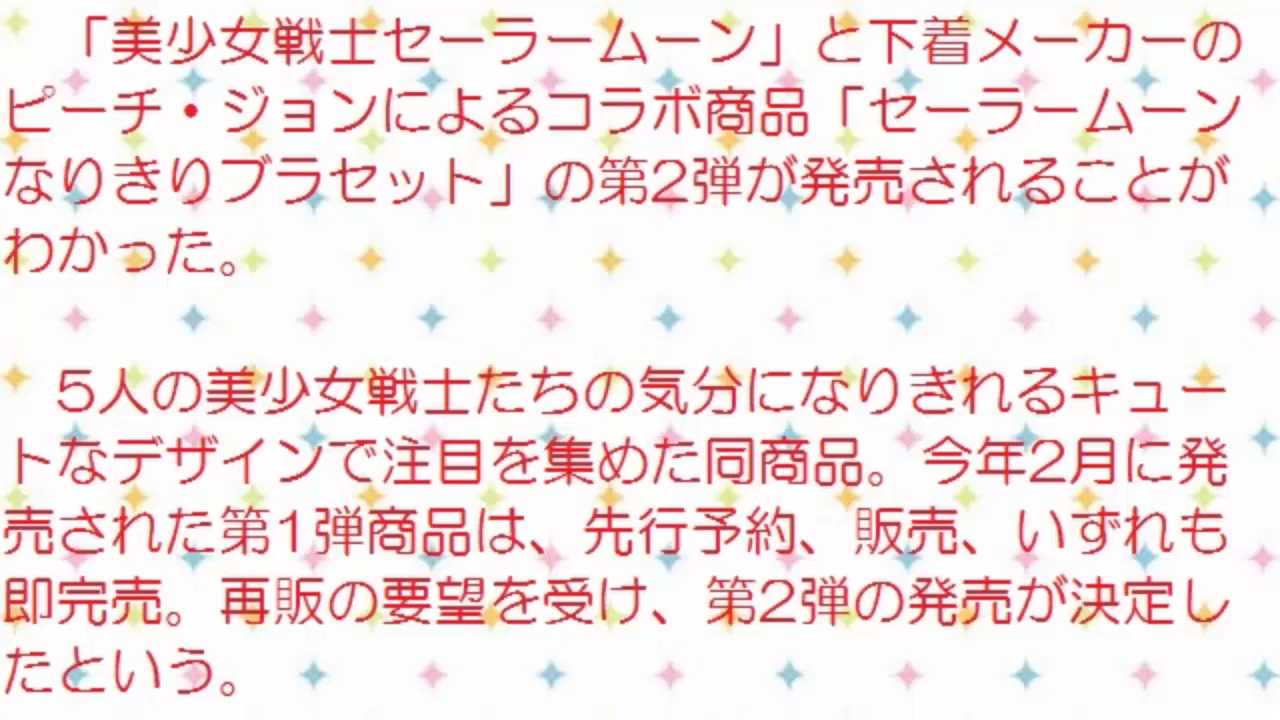 「美少女戦士セーラームーン」と下着メーカーの
ピーチ・ジョンによるコラボ商品「セーラームーン
なりきりブラセット」の第2弾が発売されることが
わかった。
5人の美少女戦士たちの気分になりきれるキュー
トなデザインで注目を集めた同商品。今年2月に発
売された第1弾商品は、先行予約、販売、いずれも
即完売。再販の要望を受け、第2弾の発売が決定し
たという。